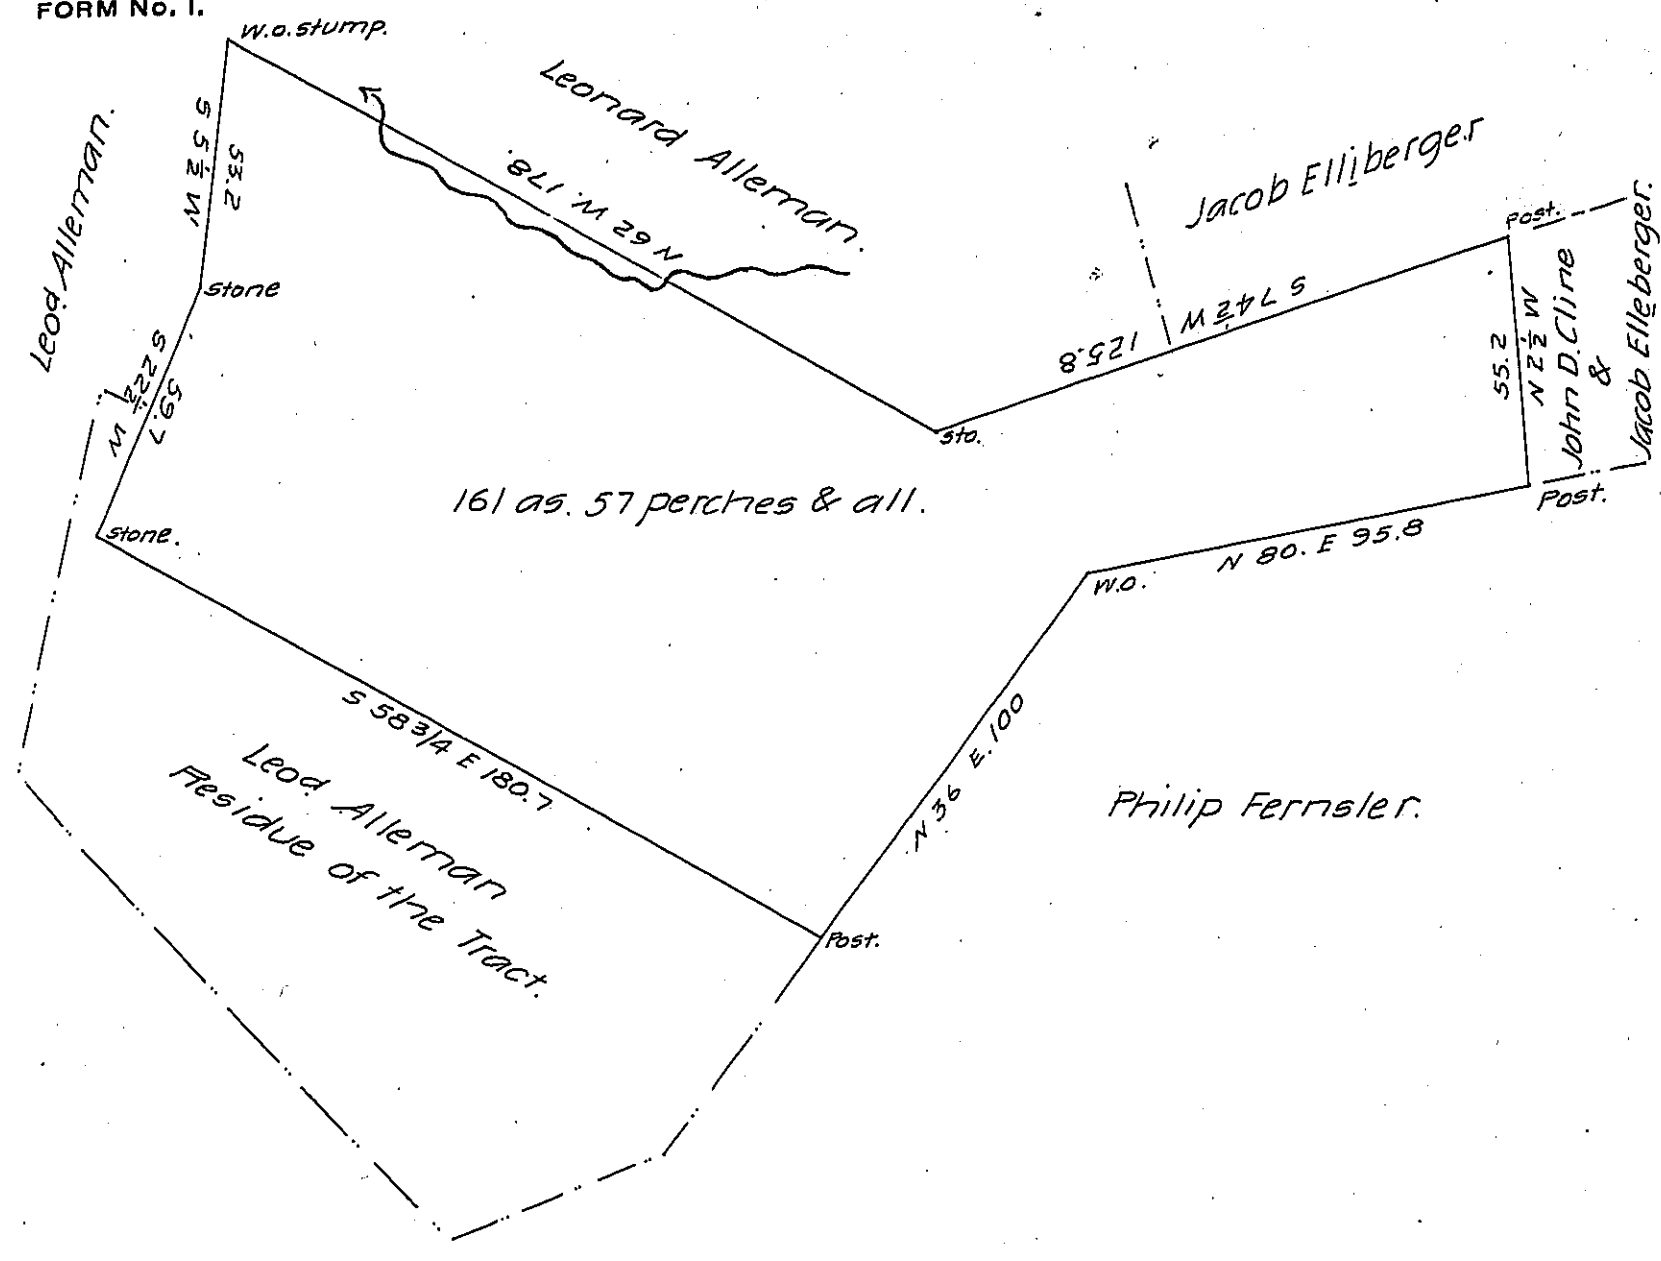 FORM No. 1.
W.o. stump.
Leonard Alleman.
Jacob Elliberger
Leod. Alleman.
S 5 ½ W
53.2
N 62 W. 178.
Post.
stone
S 74 ½ W
125.8
55.2
N 2 ½ W
John D. Cline
&
Jacob Elleberger.
S 22 ½ W
59.7
sto.
161 as. 57 perches & all.
Post.
stone.
N 80. E 95.8
W.o.
S 58 3/4 E 180.7
N 36 E. 100
Leod. Alleman
Residue of the Tract.
Philip Fernsler.
Post.